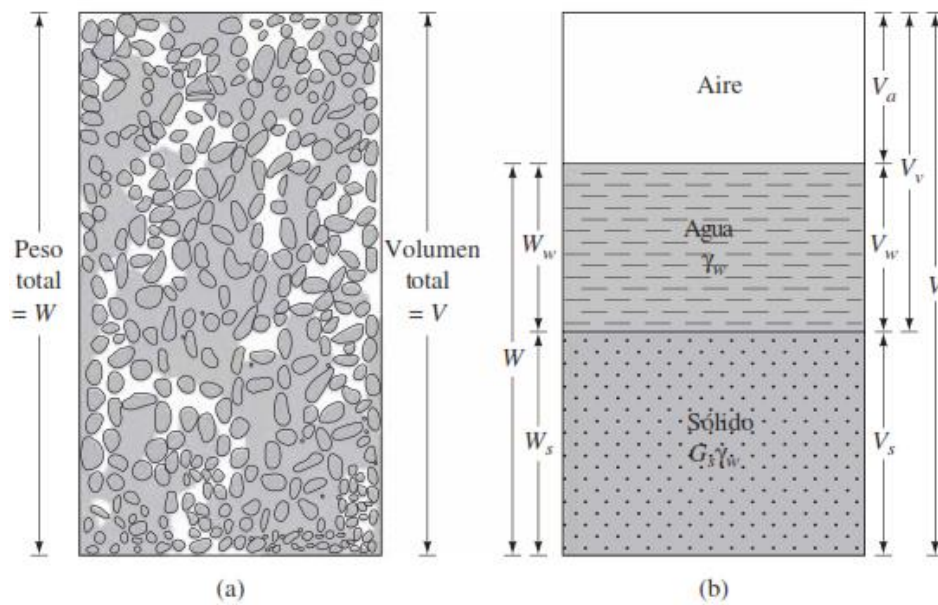 Peso
total
= W
Volumen
total
= V
(a)
Aire
Agua
γw
Sólido
Gsγw
W
Ww
Ws
Va
Vw
Vs
Vv
V
(b)